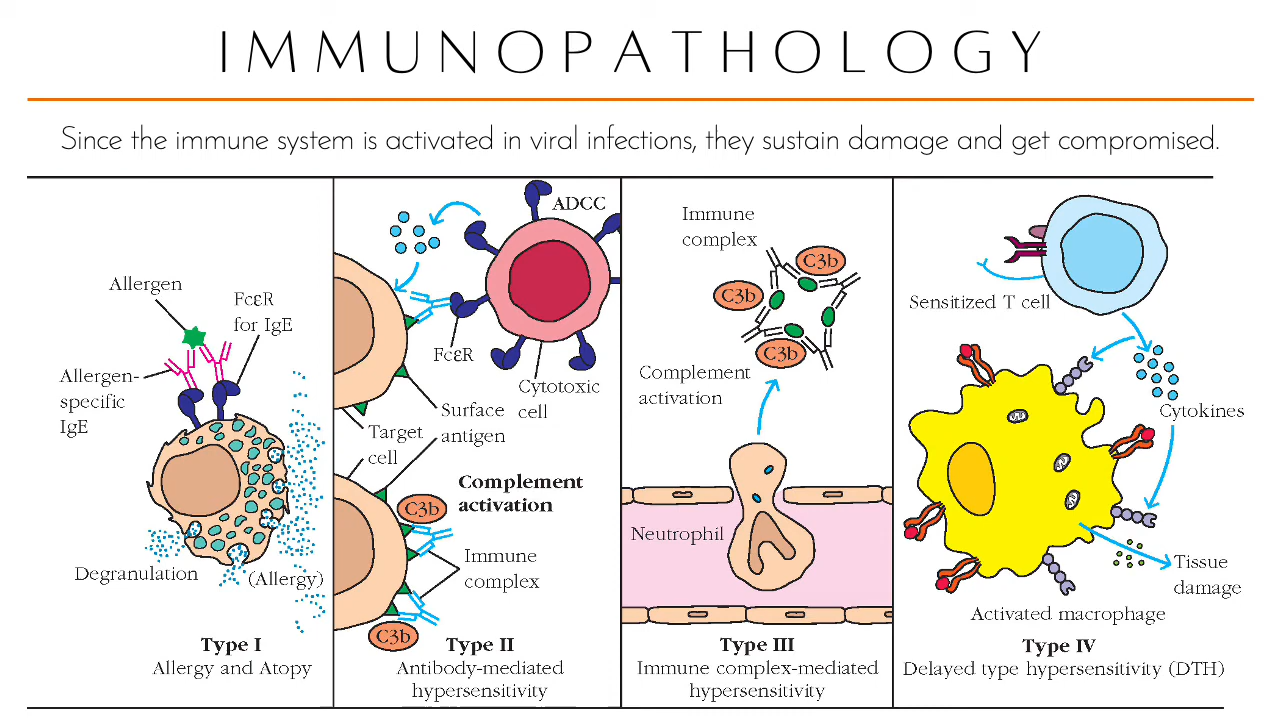 IMMUNOPATHOLOGY
Since the immune system is activated in viral infections, they sustain damage and get compromised.
Allergen
FcεR
for IgE
Allergen-
specific
IgE
Degranulation
(Allergy)
Type I
Allergy and Atopy
ADCC
FcεR
Cytotoxic
cell
Surface
antigen
Target
cell
Complement
activation
C3b
Immune
complex
C3b
Type II
Antibody-mediated
hypersensitivity
Immune
complex
C3b
C3b
C3b
Complement
activation
Neutrophil
Type III
Immune complex-mediated
hypersensitivity
Sensitized T cell
Cytokines
Tissue
damage
Activated macrophage
Type IV
Delayed type hypersensitivity (DTH)